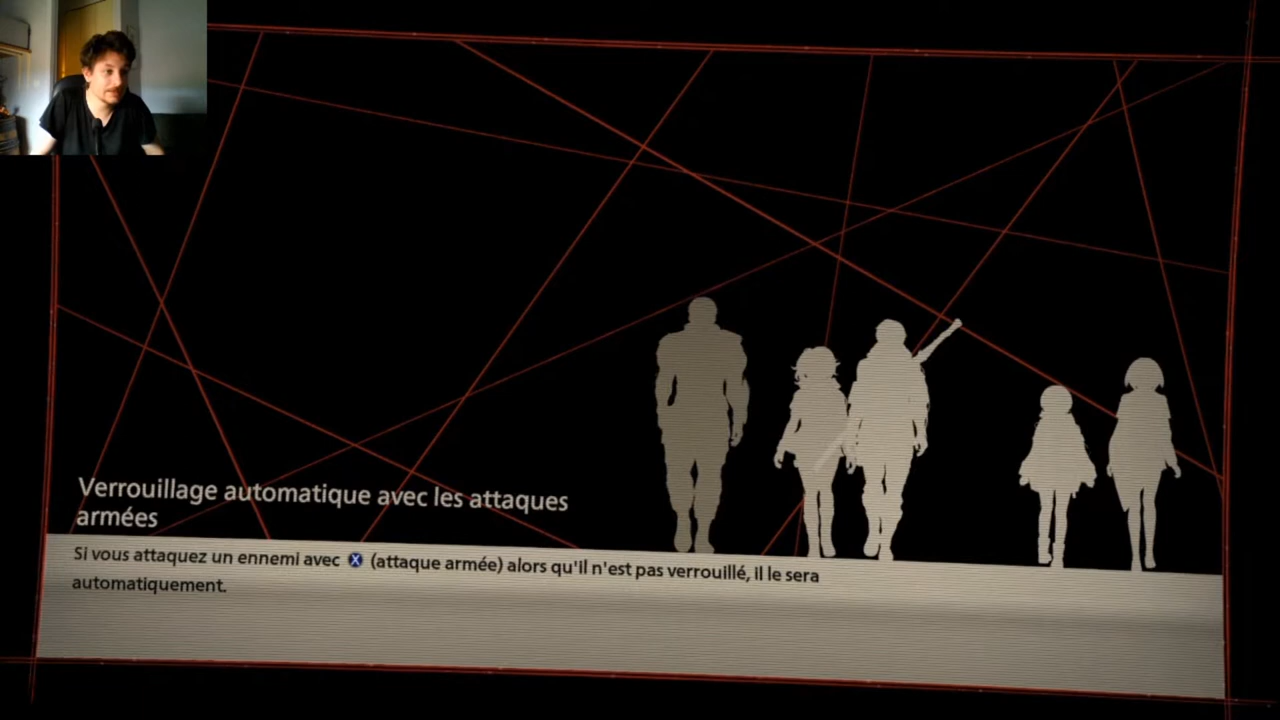 Verrouillage automatique avec les attaques
armées
Si vous attaquez un ennemi avec X (attaque armée) alors qu'il n'est pas verrouillé, il le sera
automatiquement.